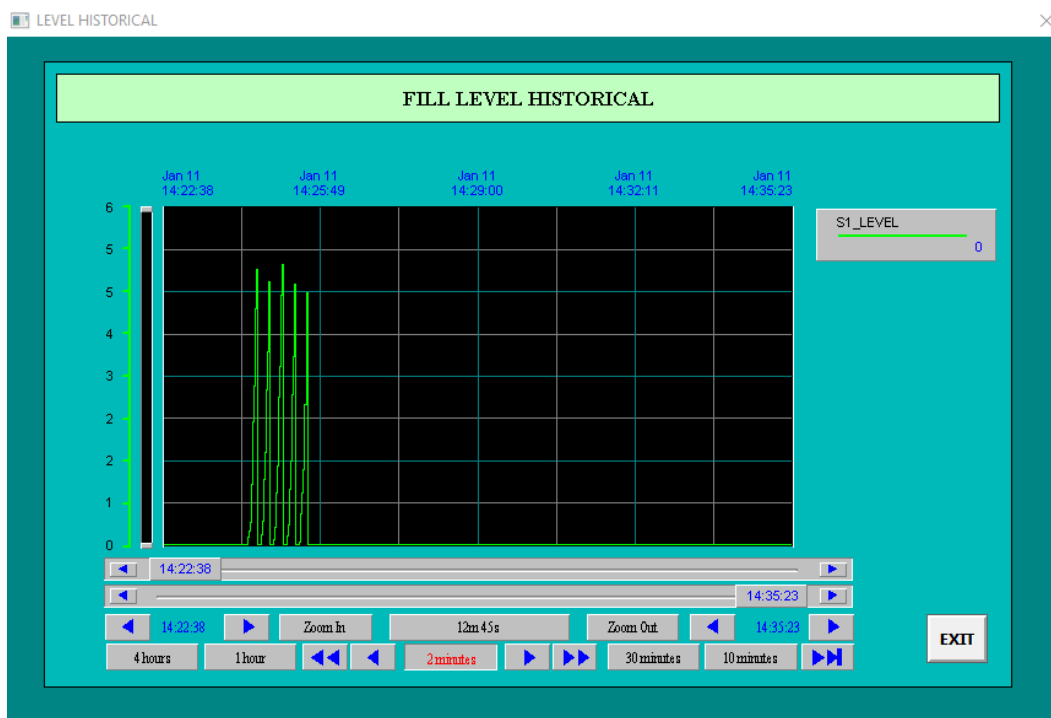 LEVEL HISTORICAL
FILL LEVEL HISTORICAL
Jan 11 Jan 11 Jan 11 Jan 11 Jan 11
14:22:38 14:25:49 14:29:00 14:32:11 14:35:23
6
5
5
4
3
2
2
1
0
S1_LEVEL
0
14:22:38
14:35:23
14:22:38 Zoom In 12m 45s Zoom Out 14:35:23
4 hours 1 hour 2 minutes 30 minutes 10 minutes
EXIT